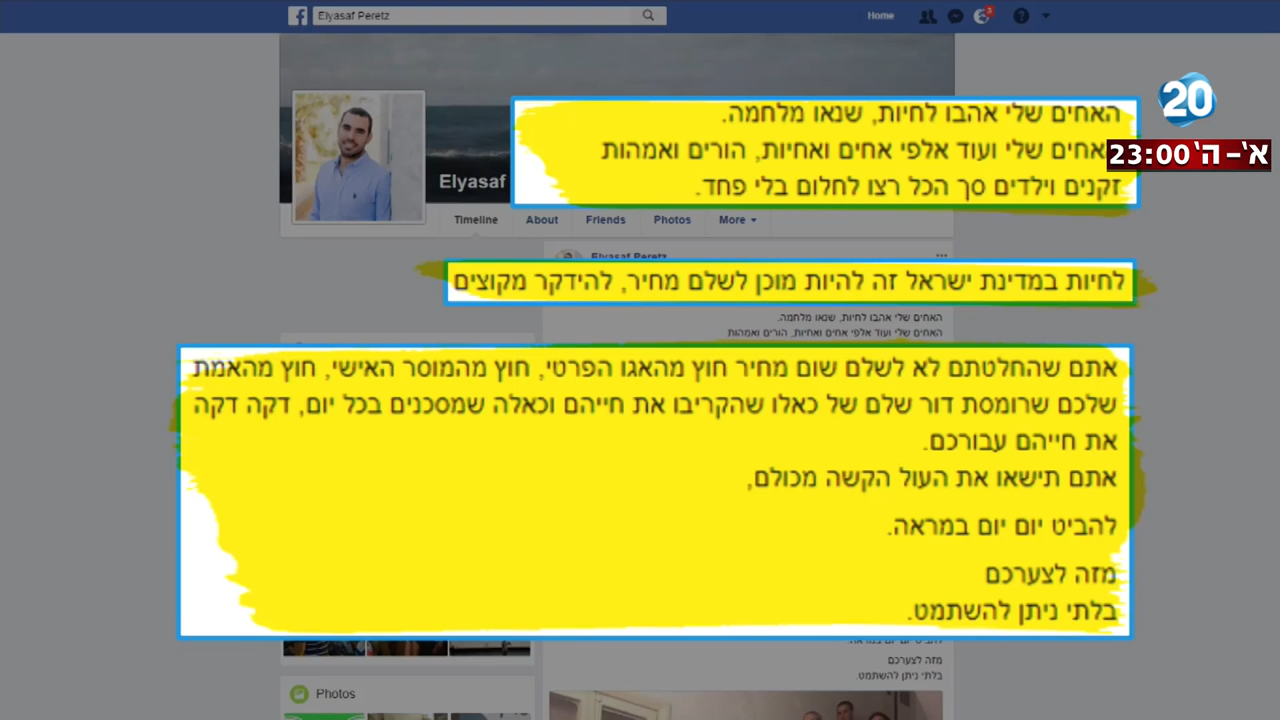 Elyasaf Peretz
Home
3
20
א'-ה' 23:00
האחים שלי אהבו לחיות, שנאו מלחמה.
אחים שלי ועוד אלפי אחים ואחיות, הורים ואמהות
זקנים וילדים סך הכל רצו לחלום בלי פחד.
Elyasaf
Timeline
About
Friends
Photos
More
Elyasaf Peretz
לחיות במדינת ישראל זה להיות מוכן לשלם מחיר, להידקר מקוצים
האחים שלי אהבו לחיות, שנאו מלחמה.
האחים שלי ועוד אלפי אחים ואחיות, הורים ואמהות
אתם שהחלטתם לא לשלם שום מחיר חוץ מהאגו הפרטי, חוץ מהמוסר האישי, חוץ מהאמת
שלכם שרומסת דור שלם של כאלו שהקריבו את חייהם וכאלה שמסכנים בכל יום, דקה דקה
את חייהם עבורכם.
אתם תישאו את העול הקשה מכולם,
להביט יום יום במראה.
מזה לצערכם
בלתי ניתן להשתמט.
להביט יום יום במראה.
מזה לצערכם
בלתי ניתן להשתמט.
Photos